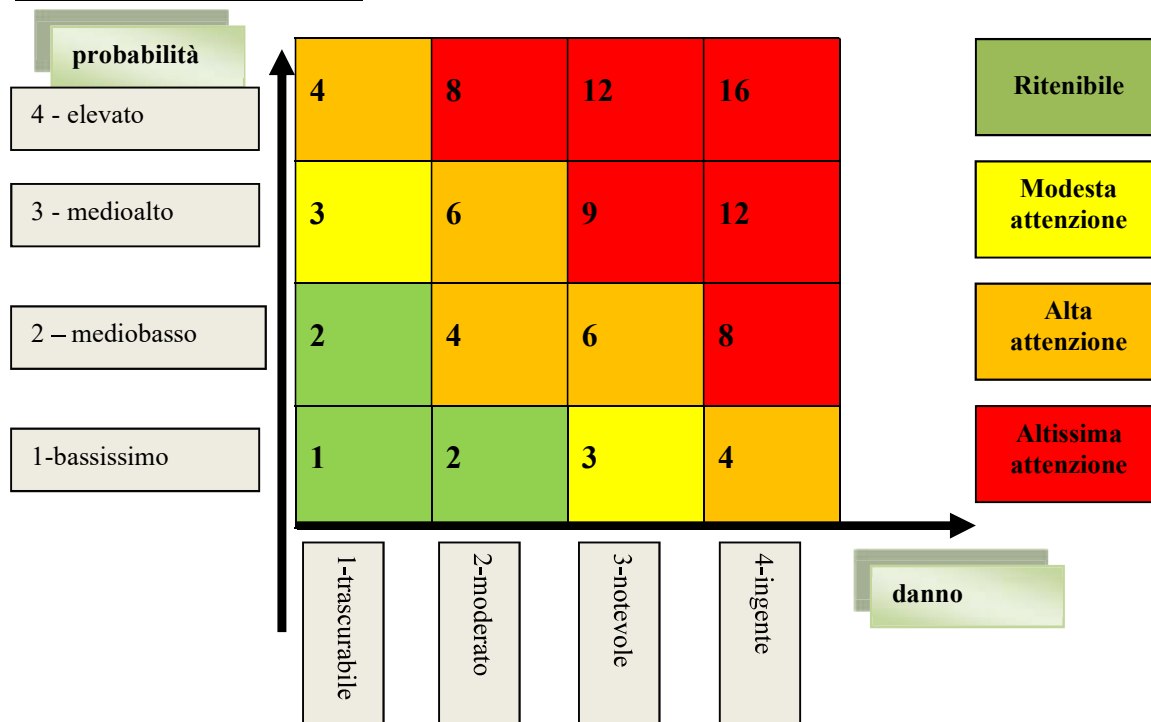 probabilità
4 - elevato
4
8
12
16
Ritenibile
3 - medioalto
3
6
9
12
Modesta
attenzione
2 – mediobasso
2
4
6
8
Alta
attenzione
1-bassissimo
1
2
3
4
Altissima
attenzione
1-trascurabile
2-moderato
3-notevole
4-ingente
danno